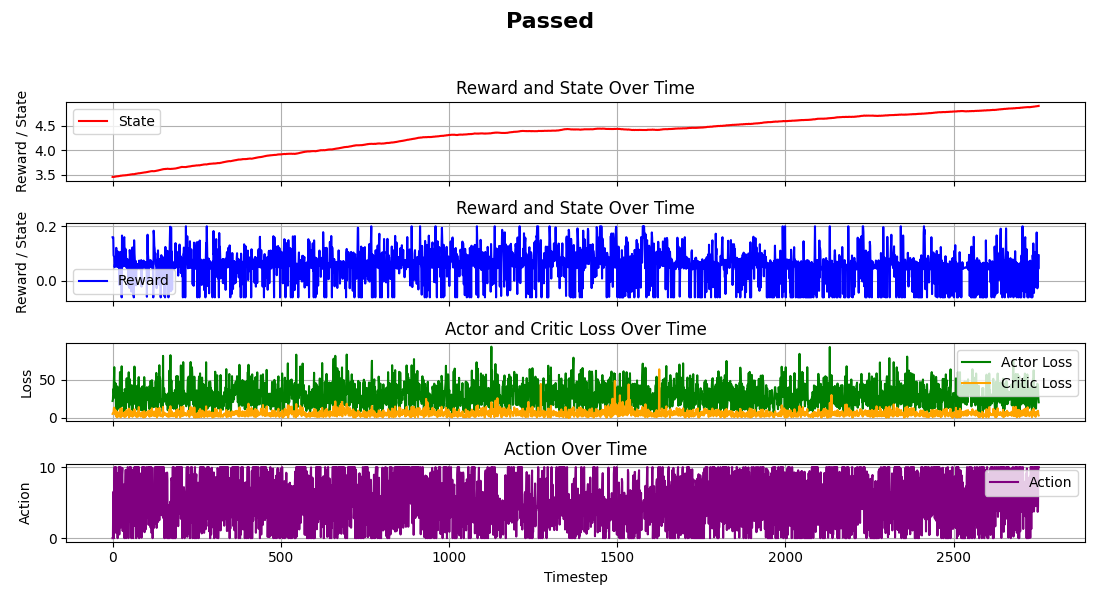 Passed
Reward and State Over Time
Reward / State
4.5
4.0
3.5
State
Reward and State Over Time
Reward / State
0.2
0.0
Reward
Actor and Critic Loss Over Time
Loss
50
0
Actor Loss
Critic Loss
Action Over Time
Action
10
0
Action
0 500 1000 1500 2000 2500
Timestep